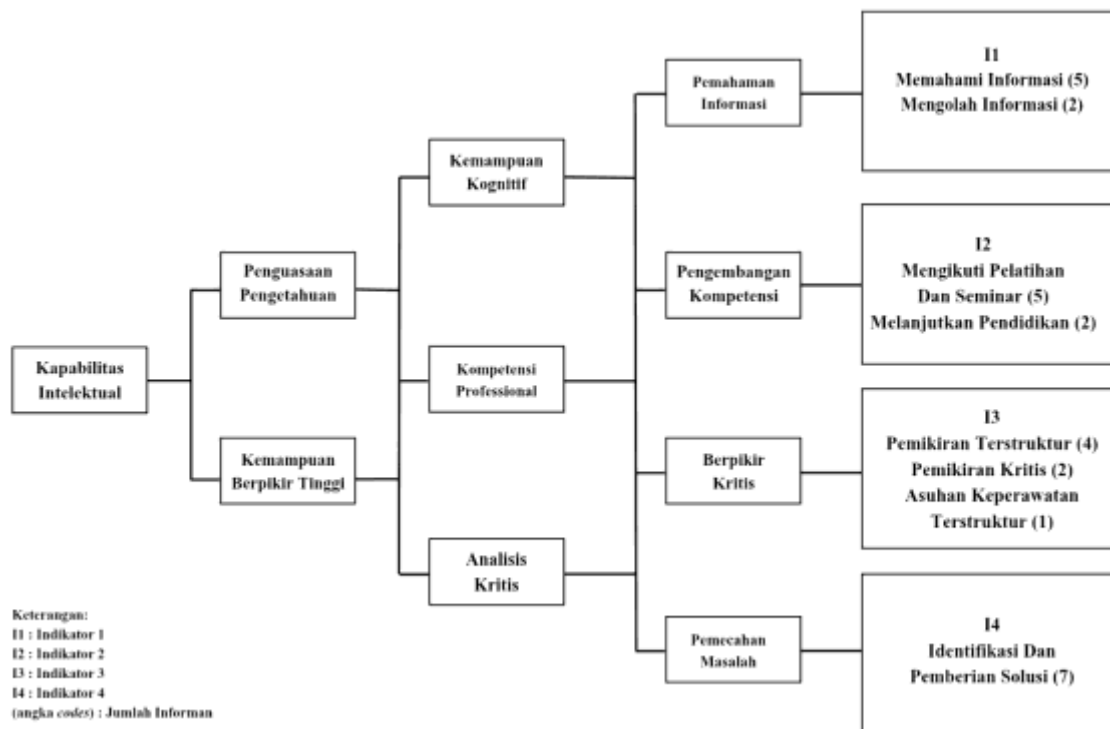 Kapabilitas
Intelektual
Penguasaan
Pengetahuan
Kemampuan
Berpikir Tinggi
Kemampuan
Kognitif
Kompetensi
Professional
Analisis
Kritis
Pemahaman
Informasi
Pengembangan
Kompetensi
Berpikir
Kritis
Pemecahan
Masalah
I1
Memahami Informasi (5)
Mengolah Informasi (2)
I2
Mengikuti Pelatihan
Dan Seminar (5)
Melanjutkan Pendidikan (2)
I3
Pemikiran Terstruktur (4)
Pemikiran Kritis (2)
Asuhan Keperawatan
Terstruktur (1)
I4
Identifikasi Dan
Pemberian Solusi (7)
Keterangan:
I1 : Indikator 1
I2 : Indikator 2
I3 : Indikator 3
I4 : Indikator 4
(angka codes) : Jumlah Informan